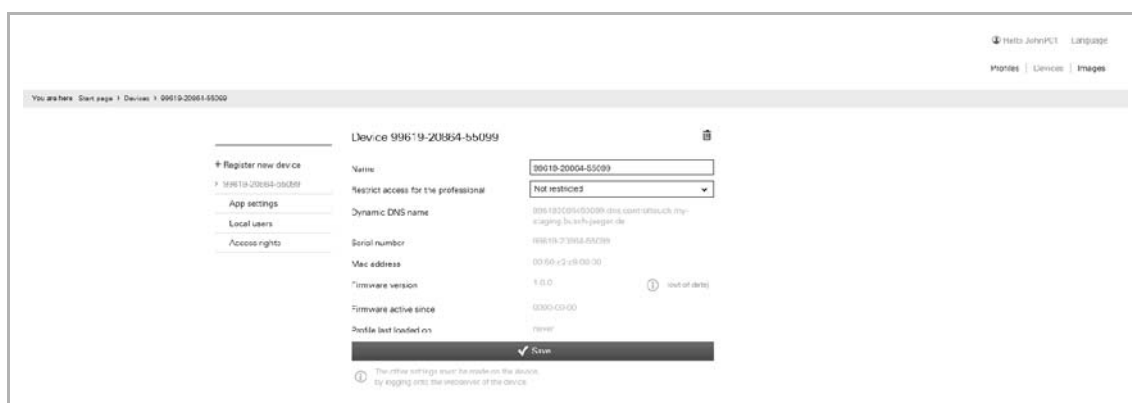 Hello JohnPCT Language
Profiles | Devices | Images
You are here Start page > Devices > 99619-20864-55099
Device 99619-20864-55099
+ Register new device
> 99619-20864-55099
App settings
Local users
Access rights
Name 99619-20864-55099
Restrict access for the professional Not restricted
Dynamic DNS name
Serial number 99619-20864-55099
Mac address
Firmware version 1.0.0 (out of date)
Firmware active since 0000-00-00
Profile last loaded on never
Save
The other settings must be made on the device,
by logging onto the webserver of the device